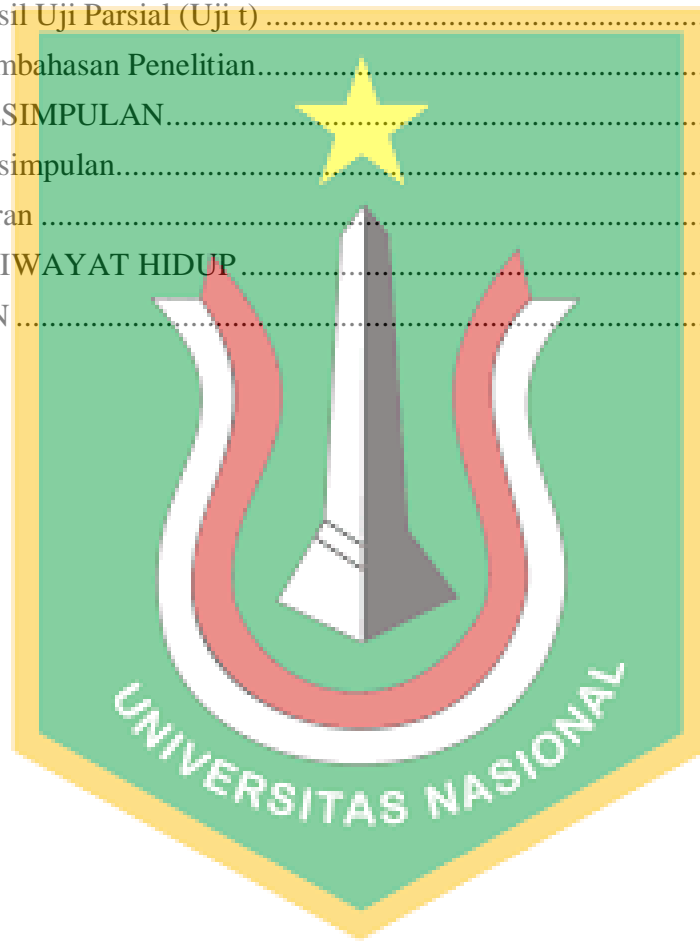 sil Uji Parsial (Uji t) ..........................................................
mbahasan Penelitian..........................................................
SIMPULAN..........................................................
simpulan..........................................................
ran ..........................................................
IWAYAT HIDUP..........................................................
N ..........................................................
UNIVERSITAS NASIONAL